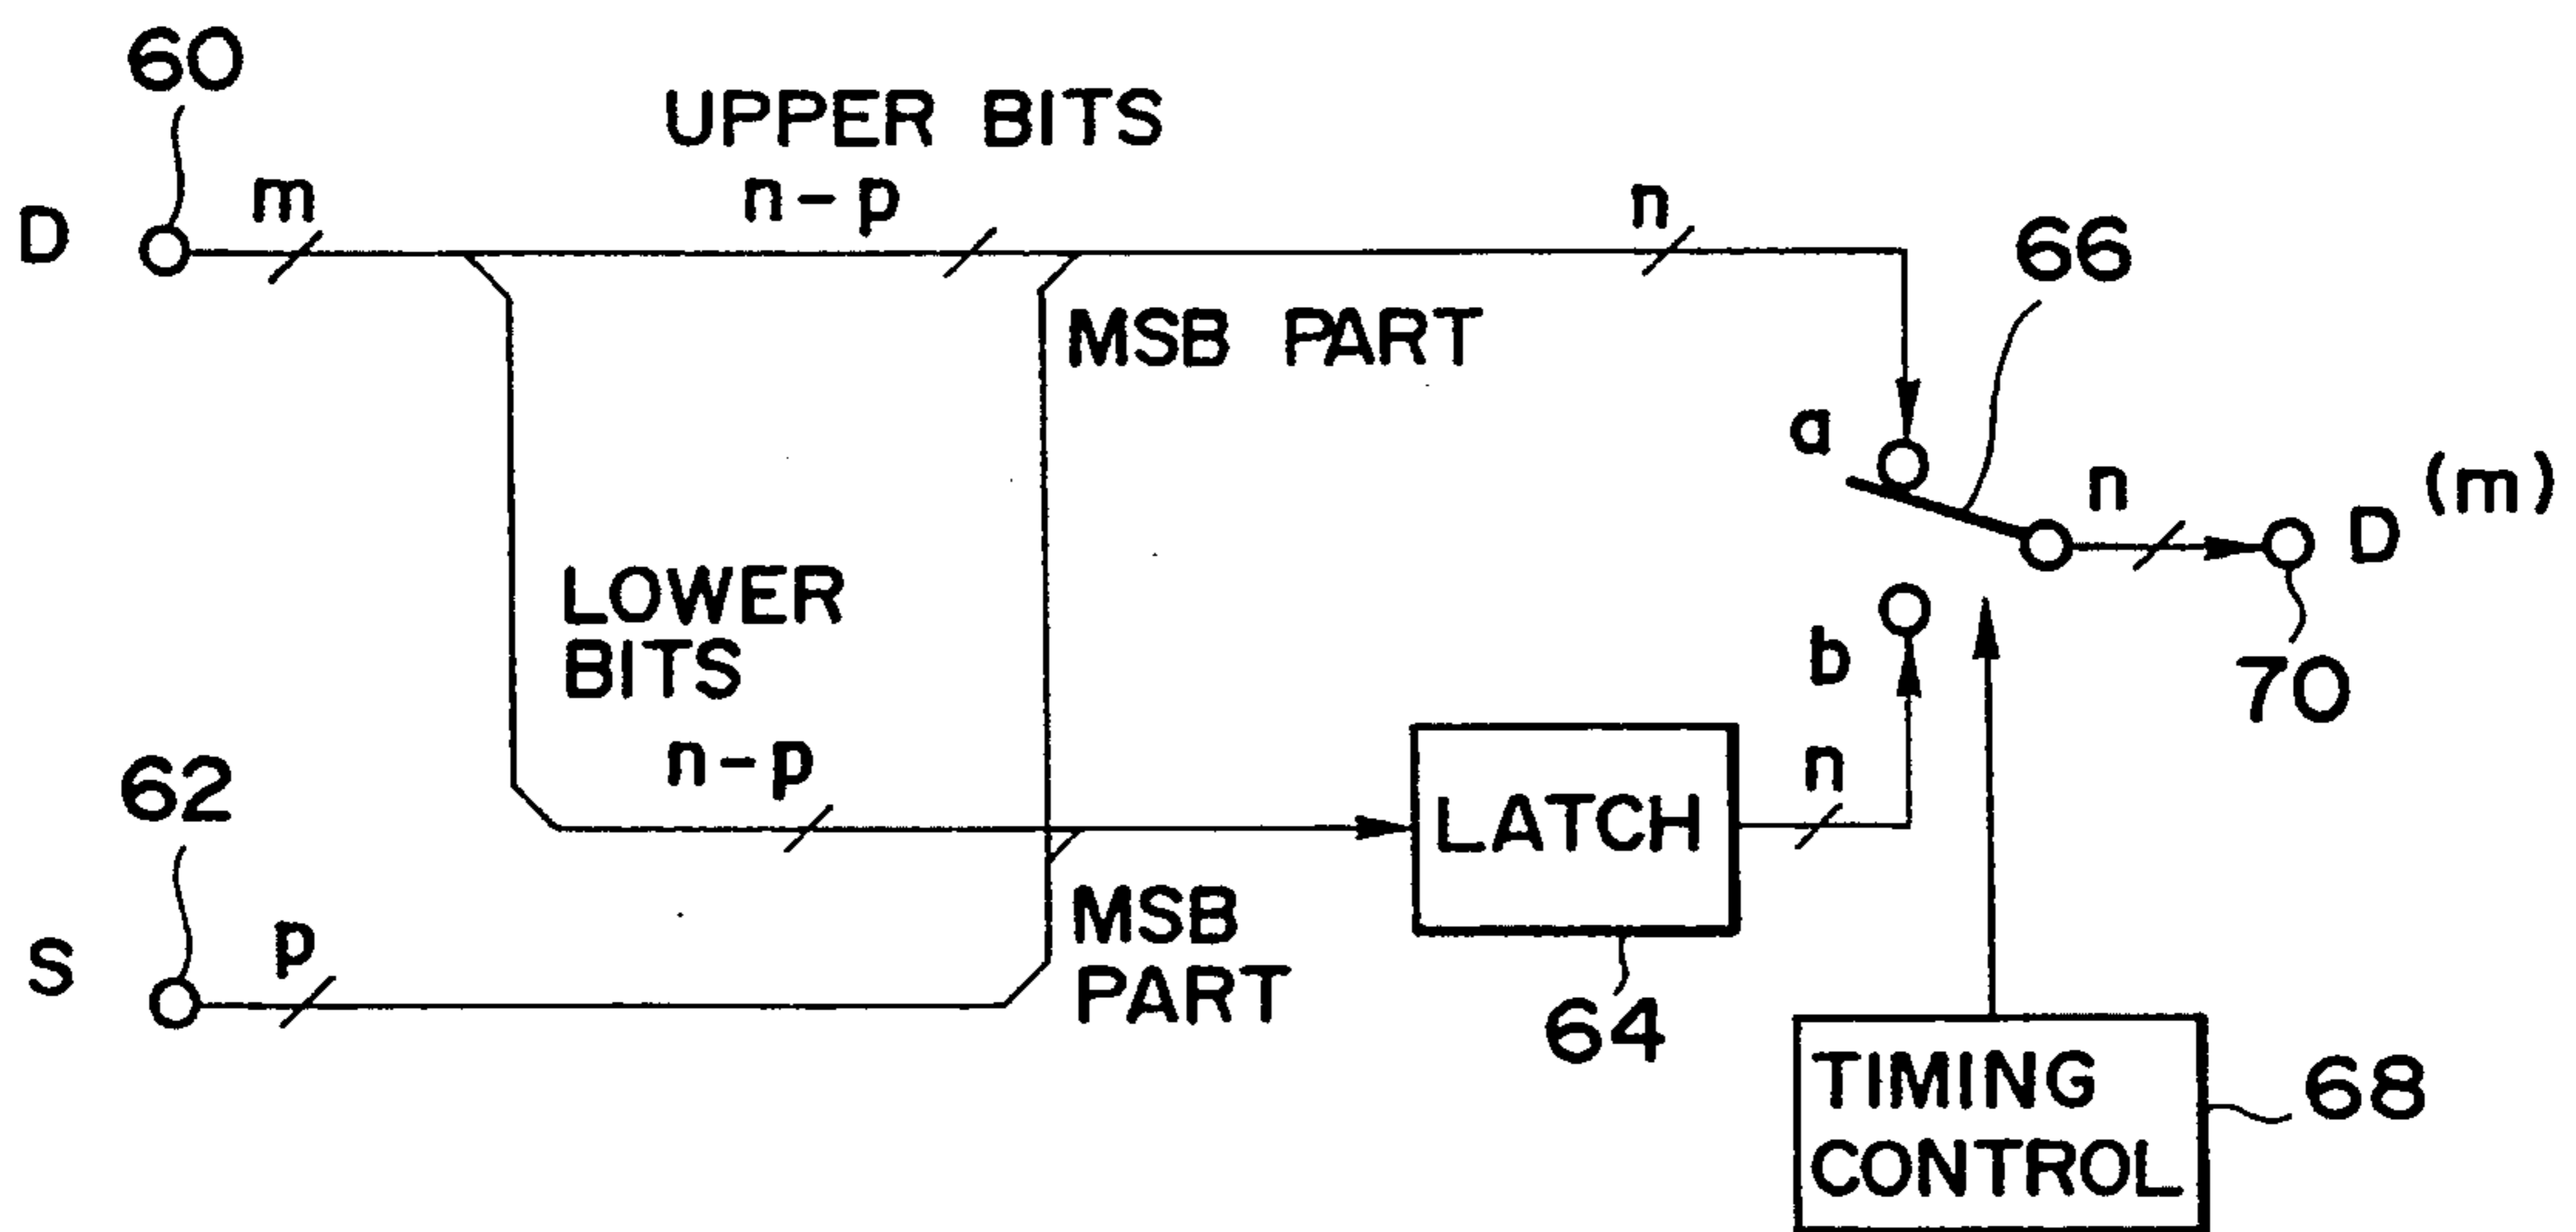 60
UPPER BITS
D
m
n-p
n
66
MSB PART
a
n
D (m)
LOWER
BITS
b
70
62
n-p
n
LATCH
S
p
MSB
PART
64
TIMING
CONTROL
68